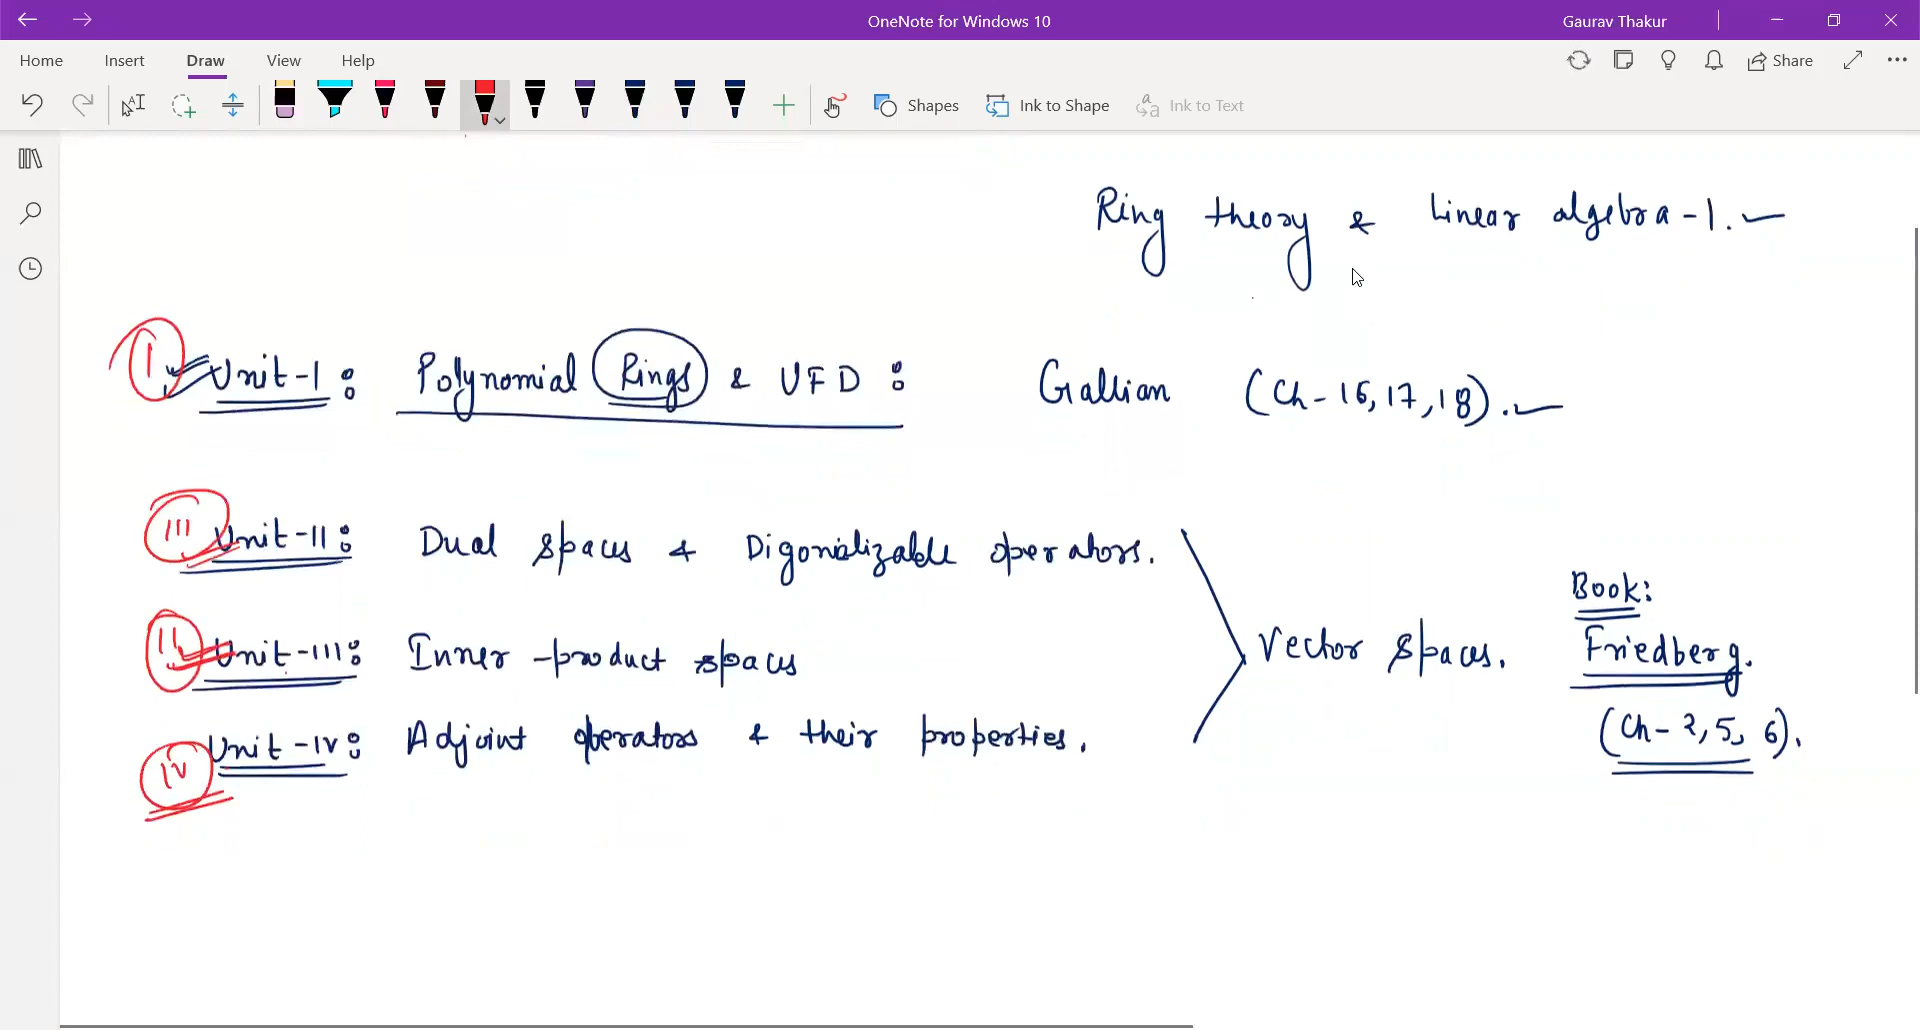 OneNote for Windows 10
Gaurav Thakur
Home Insert Draw View Help
Share
Shapes Ink to Shape Ink to Text
Ring theory & Linear algebra-1.
I Unit-I: Polynomial Rings & UFD: Gallian (Ch-16,17,18).
III Unit-II: Dual spaces & Digonalizable operators.
Book:
II Unit-III: Inner-product spaces
Vector spaces. Friedberg.
IV Unit-IV: Adjoint operators & their properties.
(Ch-2,5,6).